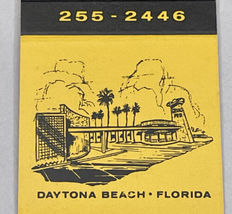 255-2446
DAYTONA BEACH • FLORIDA